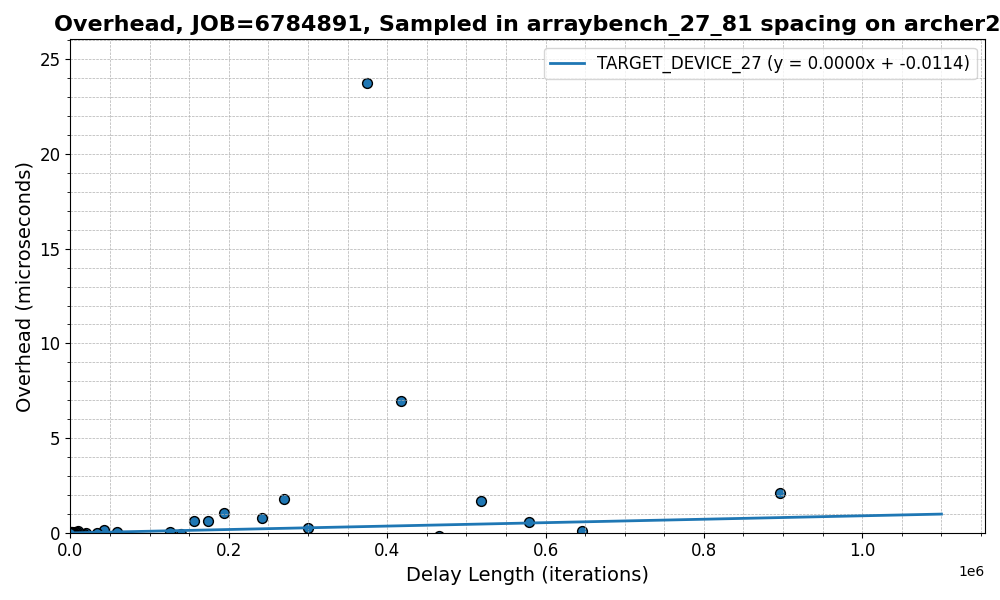 Overhead, JOB=6784891, Sampled in arraybench_27_81 spacing on archer2
TARGET_DEVICE_27 (y = 0.0000x + -0.0114)
Overhead (microseconds)
25
20
15
10
5
0
0.0 0.2 0.4 0.6 0.8 1.0
1e6
Delay Length (iterations)